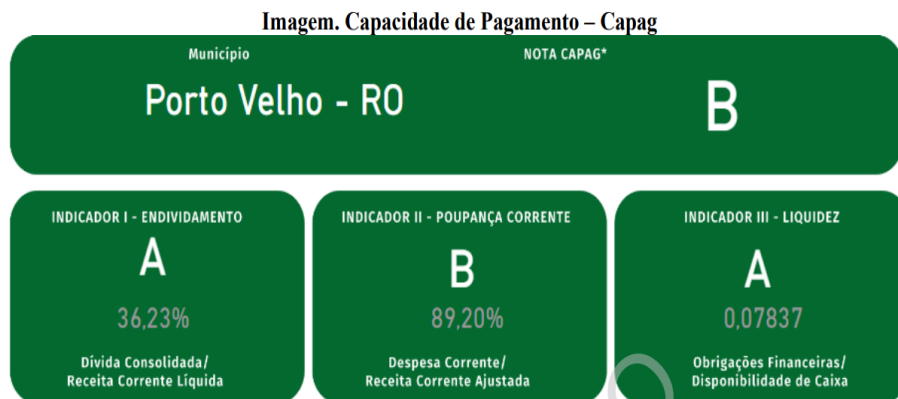 Imagem. Capacidade de Pagamento – Capag
Município
NOTA CAPAG*
Porto Velho - RO
B
INDICADOR I - ENDIVIDAMENTO
A
36,23%
Dívida Consolidada/
Receita Corrente Líquida
INDICADOR II - POUPANÇA CORRENTE
B
89,20%
Despesa Corrente/
Receita Corrente Ajustada
INDICADOR III - LIQUIDEZ
A
0,07837
Obrigações Financeiras/
Disponibilidade de Caixa